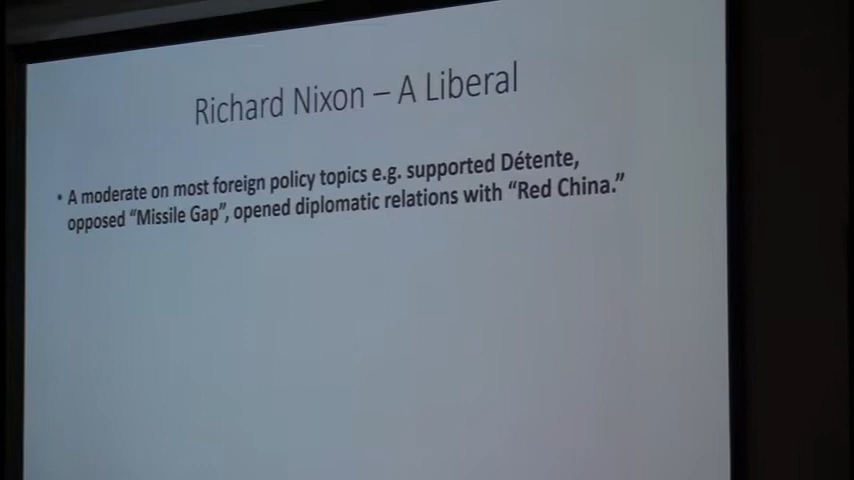 Richard Nixon – A Liberal
• A moderate on most foreign policy topics e.g. supported Détente,
opposed “Missile Gap”, opened diplomatic relations with “Red China.”